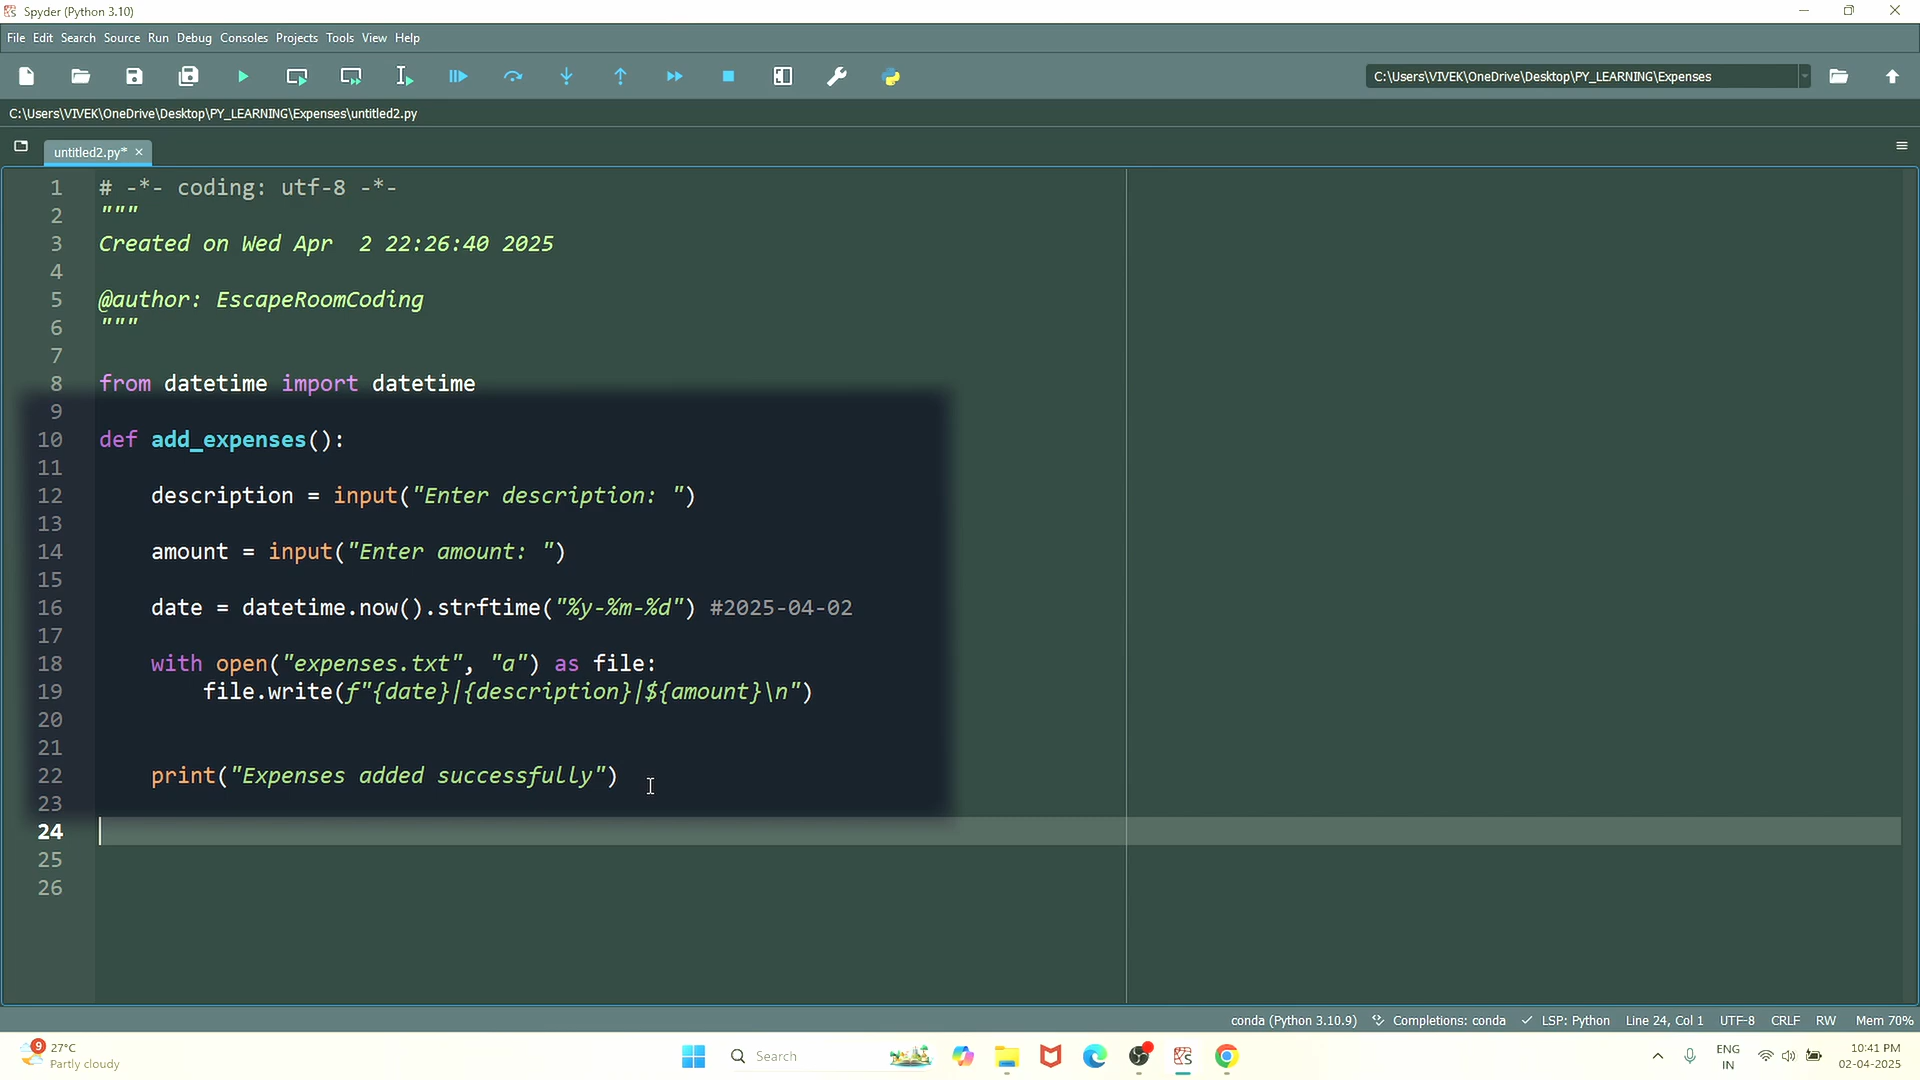 Spyder (Python 3.10)
File Edit Search Source Run Debug Consoles Projects Tools View Help
C:\Users\VIVEK\OneDrive\Desktop\PY_LEARNING\Expenses
C:\Users\VIVEK\OneDrive\Desktop\PY_LEARNING\Expenses\untitled2.py
untitled2.py*
1 # -*- coding: utf-8 -*-
2 """
3 Created on Wed Apr  2 22:26:40 2025
4
5 @author: EscapeRoomCoding
6 """
7
8 from datetime import datetime
9
10 def add_expenses():
11
12     description = input("Enter description: ")
13
14     amount = input("Enter amount: ")
15
16     date = datetime.now().strftime("%y-%m-%d") #2025-04-02
17
18     with open("expenses.txt", "a") as file:
19         file.write(f"{date}|{description}|${amount}\n")
20
21
22     print("Expenses added successfully")
23
24
25
26
conda (Python 3.10.9) Completions: conda LSP: Python Line 24, Col 1 UTF-8 CRLF RW Mem 70%
9
27°C
Partly cloudy
Search
ENG
IN
10:41 PM
02-04-2025